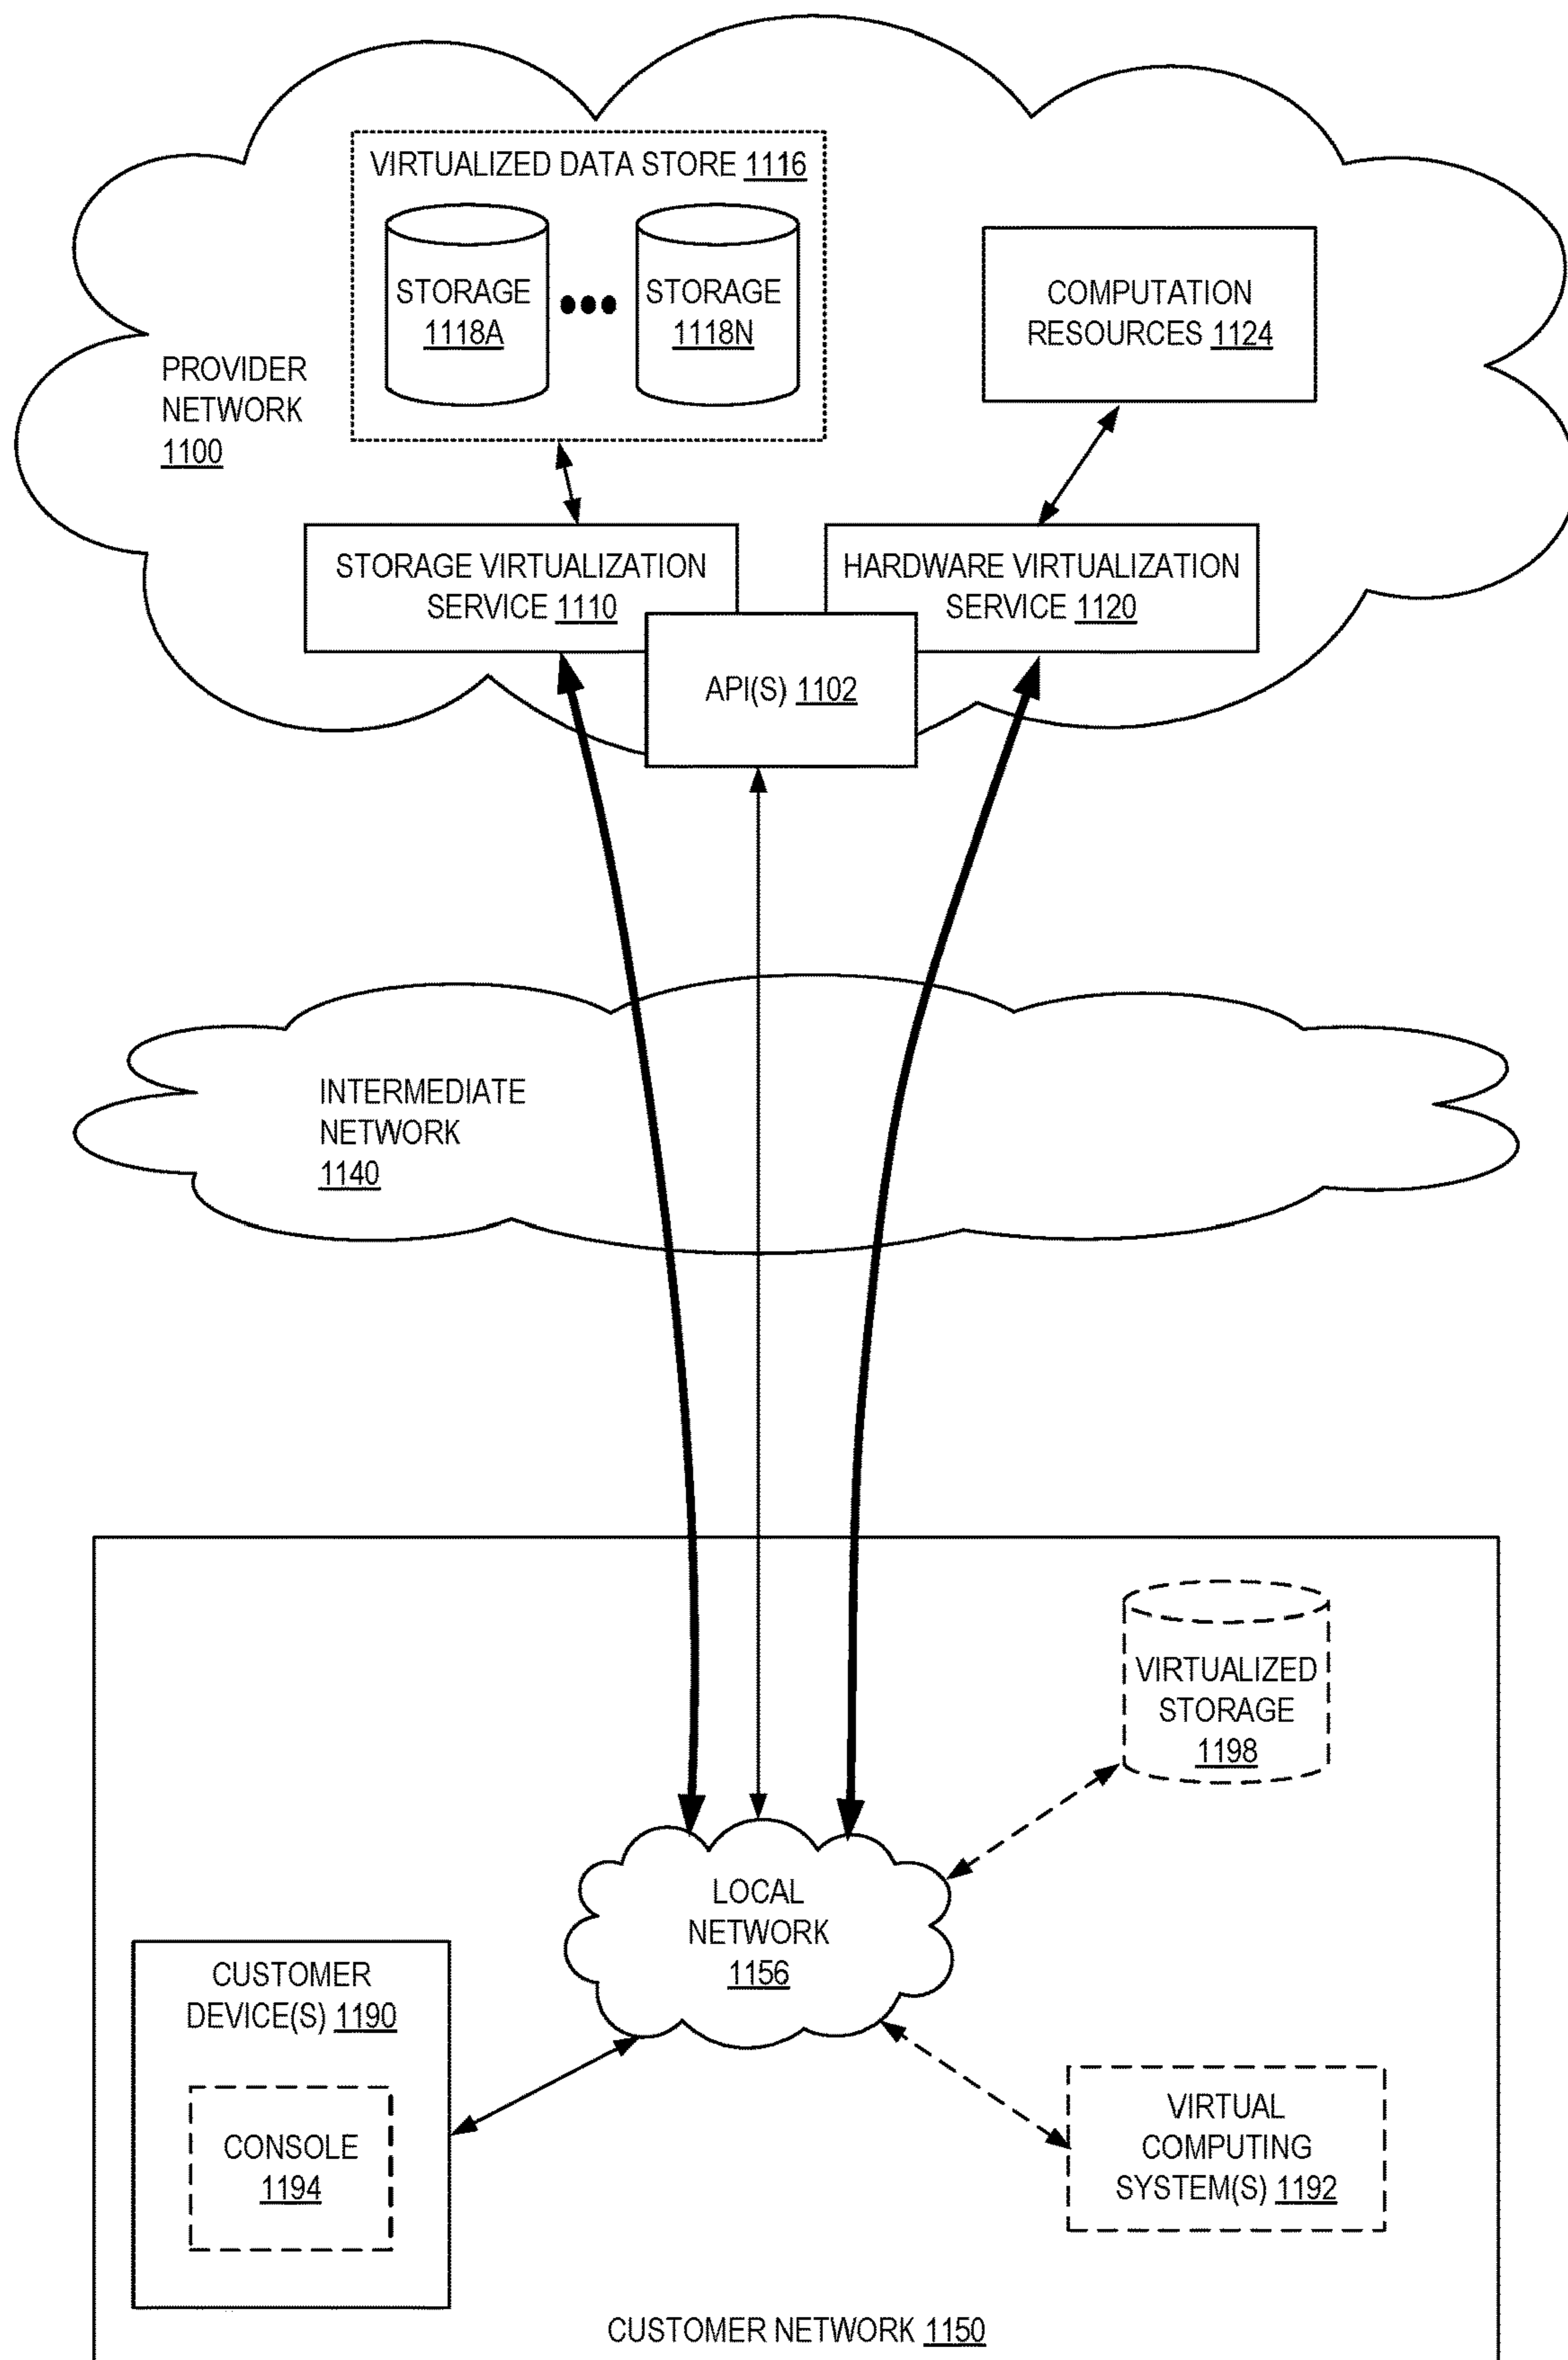 VIRTUALIZED DATA STORE 1116
STORAGE
1118A
STORAGE
1118N
COMPUTATION
RESOURCES 1124
PROVIDER
NETWORK
1100
STORAGE VIRTUALIZATION
SERVICE 1110
HARDWARE VIRTUALIZATION
SERVICE 1120
API(S) 1102
INTERMEDIATE
NETWORK
1140
VIRTUALIZED
STORAGE
1198
LOCAL
NETWORK
1156
CUSTOMER
DEVICE(S) 1190
CONSOLE
1194
VIRTUAL
COMPUTING
SYSTEM(S) 1192
CUSTOMER NETWORK 1150